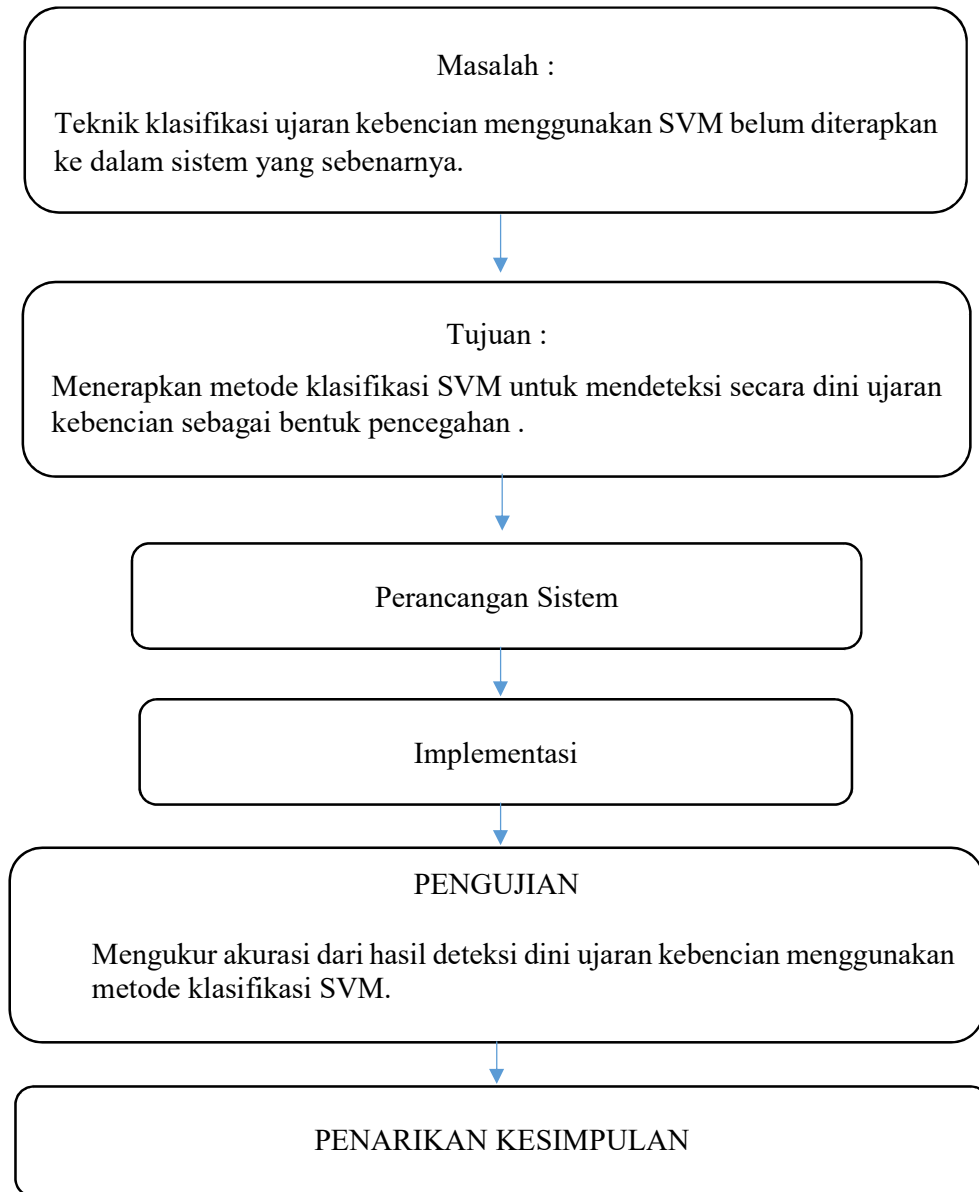 Masalah :
Teknik klasifikasi ujaran kebencian menggunakan SVM belum diterapkan
ke dalam sistem yang sebenarnya.
Tujuan :
Menerapkan metode klasifikasi SVM untuk mendeteksi secara dini ujaran
kebencian sebagai bentuk pencegahan .
Perancangan Sistem
Implementasi
PENGUJIAN
Mengukur akurasi dari hasil deteksi dini ujaran kebencian menggunakan
metode klasifikasi SVM.
PENARIKAN KESIMPULAN